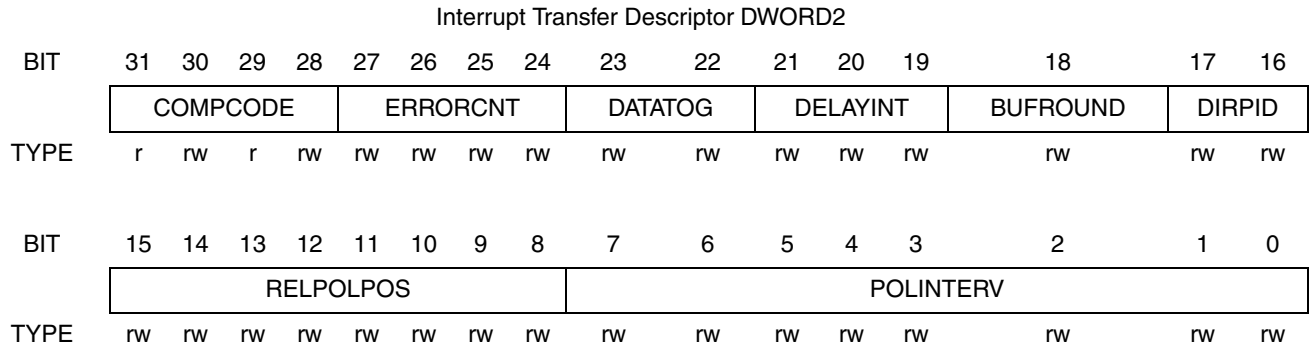 Interrupt Transfer Descriptor DWORD2
BIT 31 30 29 28 27 26 25 24 23 22 21 20 19 18 17 16
COMPCODE ERRORCNT DATATOG DELAYINT BUFROUND DIRPID
TYPE r rw r rw rw rw rw rw rw rw rw rw rw rw rw rw
BIT 15 14 13 12 11 10 9 8 7 6 5 4 3 2 1 0
RELPOLPOS POLINTERV
TYPE rw rw rw rw rw rw rw rw rw rw rw rw rw rw rw rw